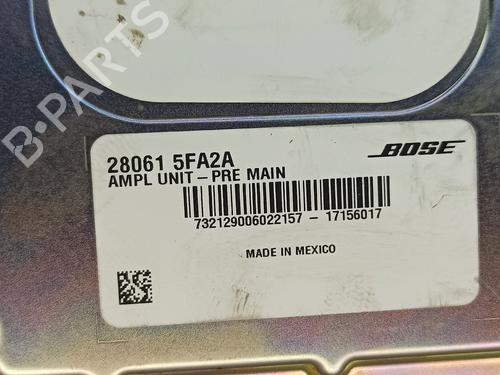 B-PARTS
28061 5FA2A
BOSE
AMPL UNIT-PRE MAIN
732129006022157 - 17156017
MADE IN MEXICO